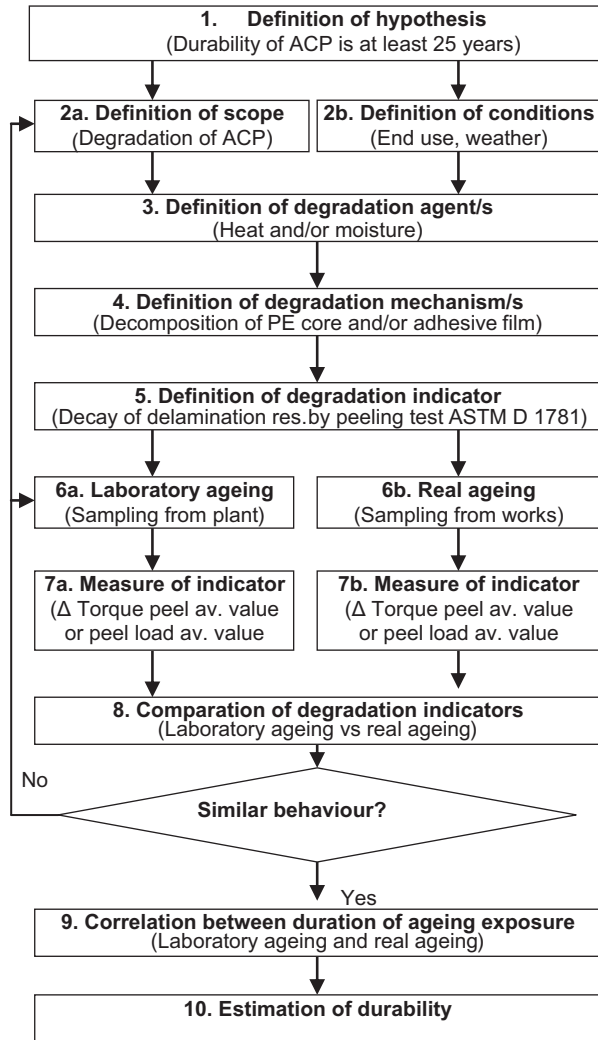 1. Definition of hypothesis
(Durability of ACP is at least 25 years)
2a. Definition of scope
(Degradation of ACP)
2b. Definition of conditions
(End use, weather)
3. Definition of degradation agent/s
(Heat and/or moisture)
4. Definition of degradation mechanism/s
(Decomposition of PE core and/or adhesive film)
5. Definition of degradation indicator
(Decay of delamination res.by peeling test ASTM D 1781)
6a. Laboratory ageing
(Sampling from plant)
6b. Real ageing
(Sampling from works)
7a. Measure of indicator
(Δ Torque peel av. value
or peel load av. value
7b. Measure of indicator
(Δ Torque peel av. value
or peel load av. value
8. Comparation of degradation indicators
(Laboratory ageing vs real ageing)
No
Similar behaviour?
Yes
9. Correlation between duration of ageing exposure
(Laboratory ageing and real ageing)
10. Estimation of durability